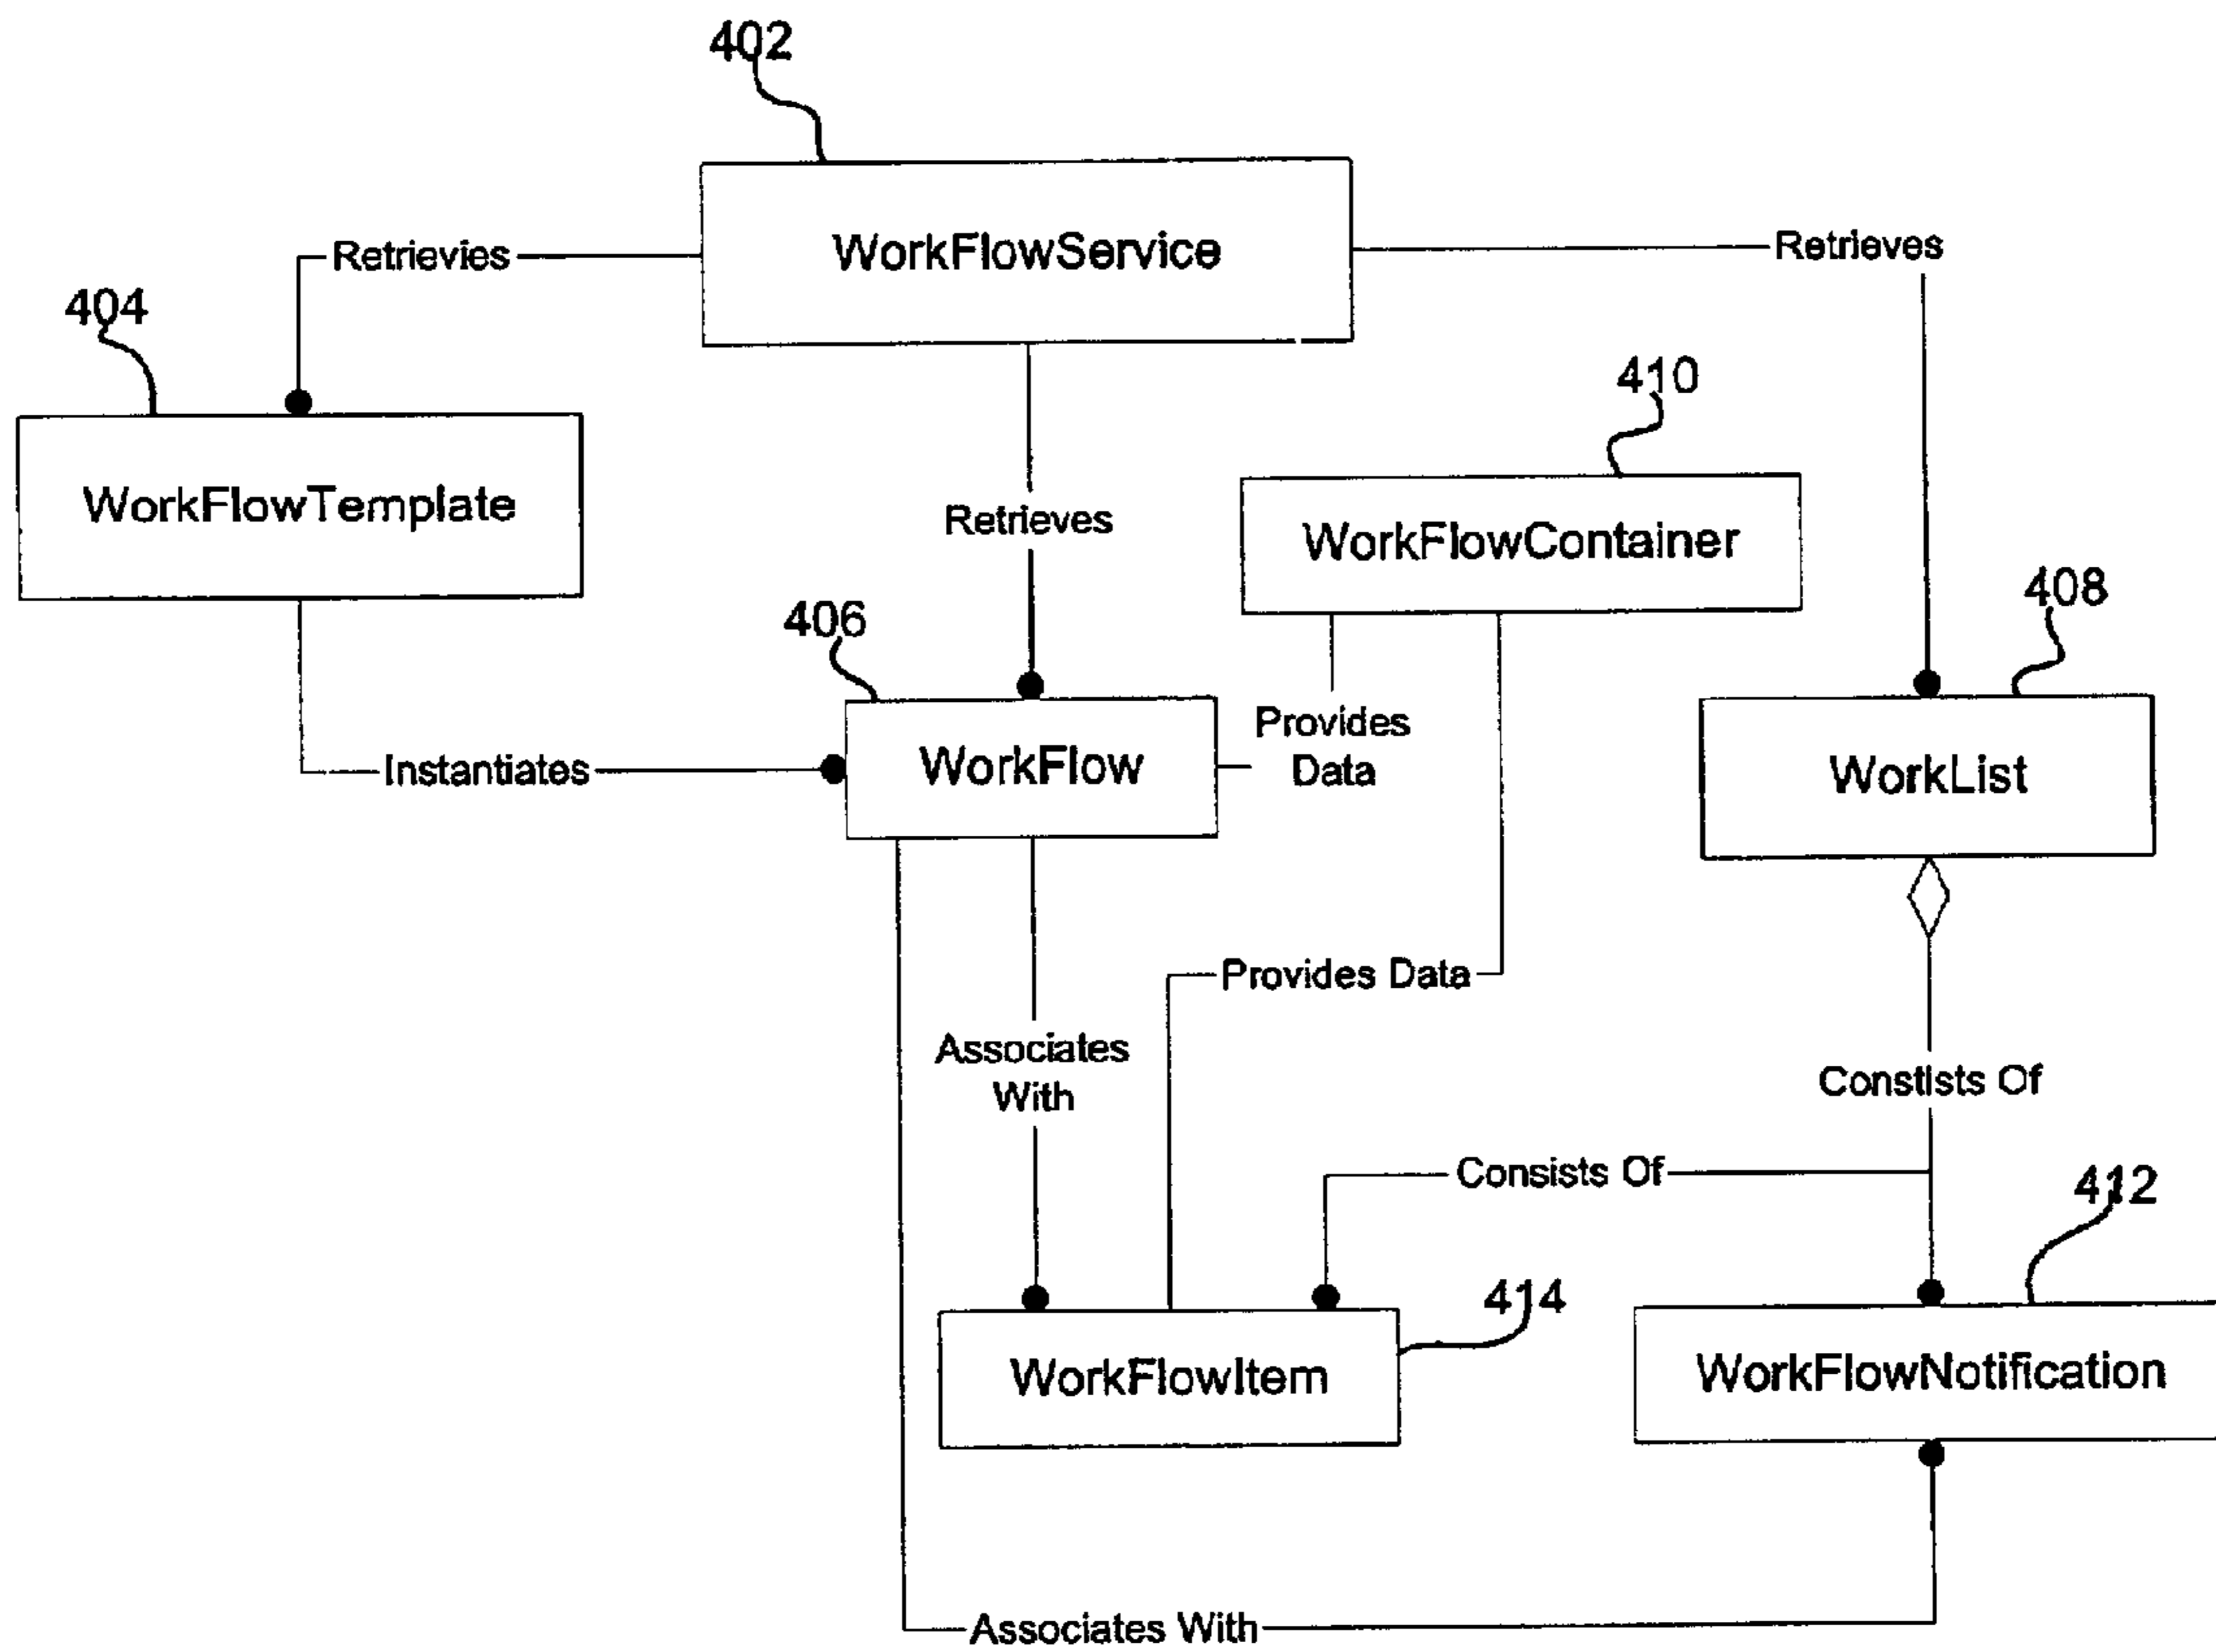 402
WorkFlowService
Retrievies
Retrieves
404
WorkFlowTemplate
410
Retrieves
WorkFlowContainer
408
406
Provides
Data
WorkFlow
Instantiates
WorkList
Provides Data
Associates
With
Constists Of
Consists Of
412
414
WorkFlowItem
WorkFlowNotification
Associates With